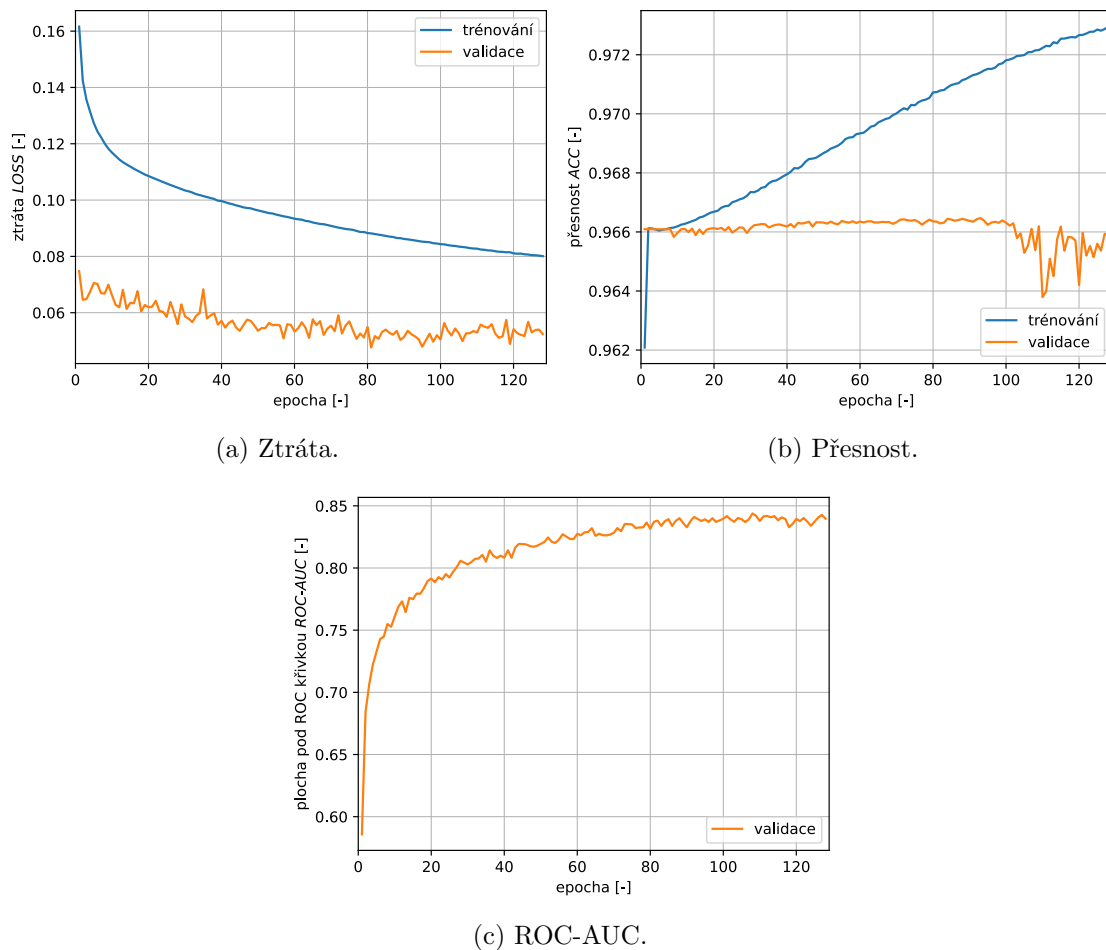 0.16
0.14
0.12
0.10
0.08
0.06
ztráta LOSS [-]
trénování
validace
0 20 40 60 80 100 120
epocha [-]
(a) Ztráta.
0.972
0.970
0.968
0.966
0.964
0.962
přesnost ACC [-]
trénování
validace
0 20 40 60 80 100 120
epocha [-]
(b) Přesnost.
0.85
0.80
0.75
0.70
0.65
0.60
plocha pod ROC křivkou ROC-AUC [-]
validace
0 20 40 60 80 100 120
epocha [-]
(c) ROC-AUC.